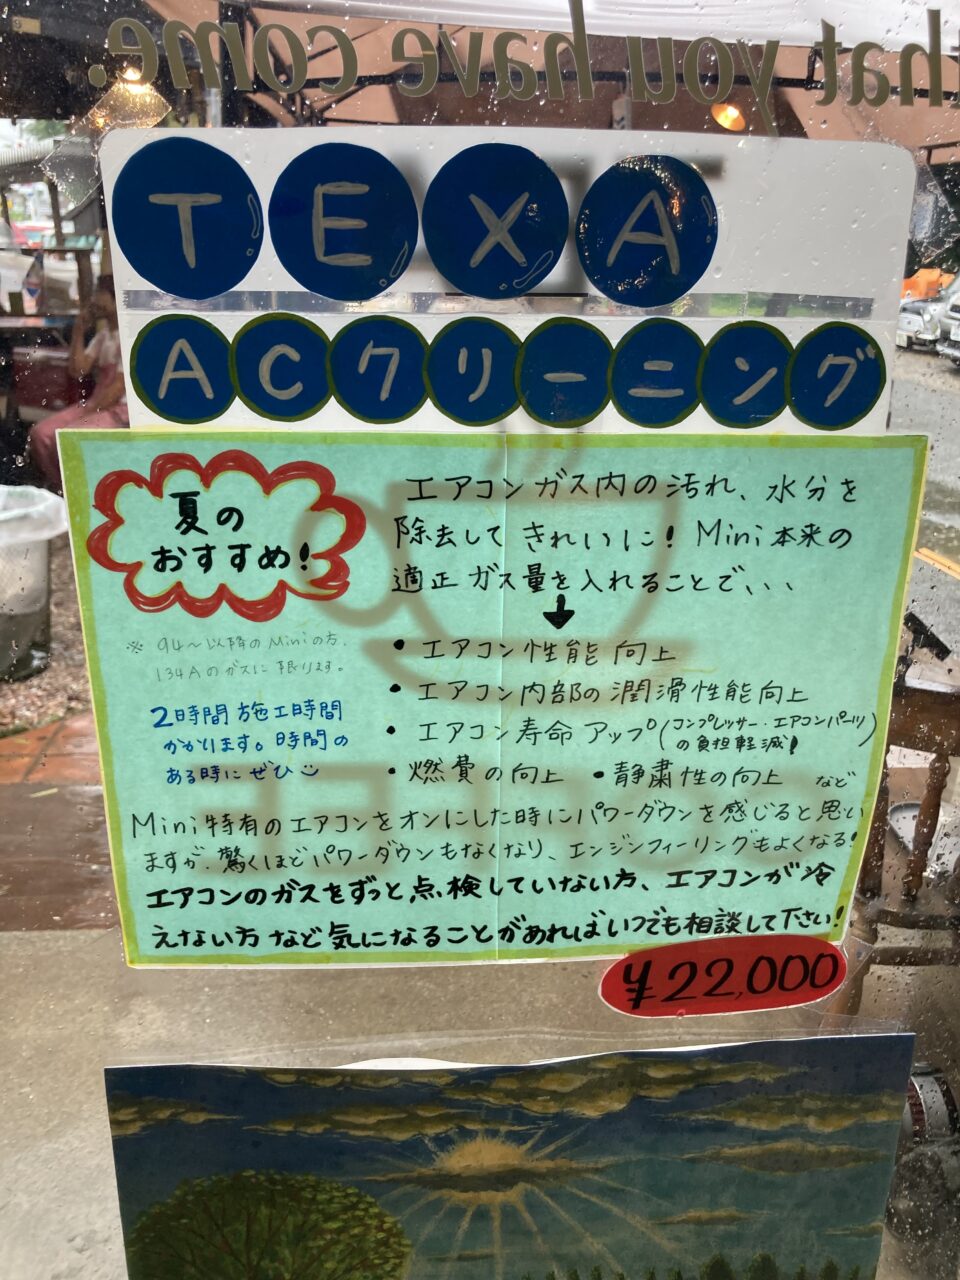 that you have come.
TEXA
ACクリーニング
夏の
おすすめ!
エアコンガス内の汚れ、水分を
除去してきれいに! Mini本来の
適正ガス量を入れることで、、、
↓
• エアコン性能向上
• エアコン内部の潤滑性能向上
• エアコン寿命アップ(コンプレッサー・エアコンパーツ
の負担軽減!)
• 燃費の向上 • 静粛性の向上 など
※ 94〜以降のMiniの方、
134Aのガスに限ります。
2時間施工時間
かかります。時間の
ある時にぜひ
Mini特有のエアコンをオンにした時にパワーダウンを感じると思い
ますが、驚くほどパワーダウンもなくなり、エンジンフィーリングもよくなる!
エアコンのガスをずっと点検していない方、エアコンが冷
えない方など気になることがあればいつでも相談して下さい!
¥22,000